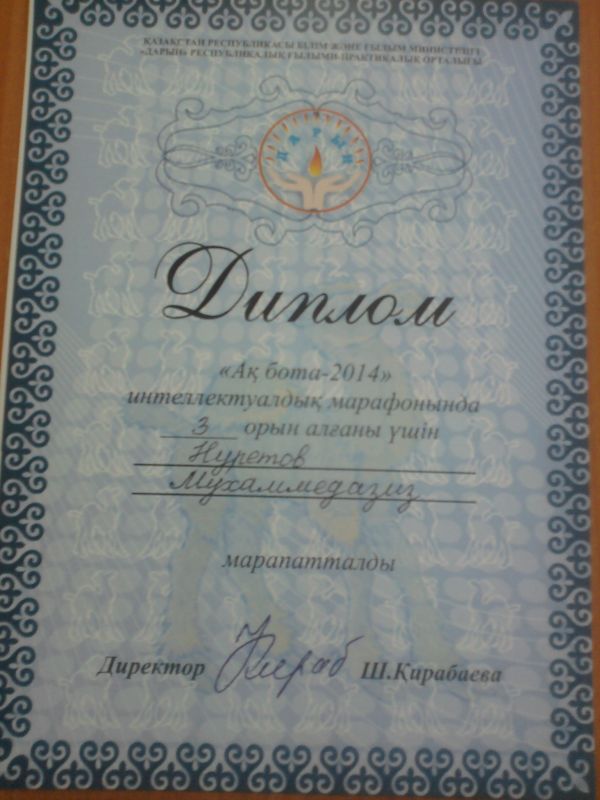 ҚАЗАҚСТАН РЕСПУБЛИКАСЫ БІЛІМ ЖӘНЕ ҒЫЛЫМ МИНИСТРЛІГІ
«ДАРЫН» РЕСПУБЛИКАЛЫҚ ҒЫЛЫМИ-ПРАКТИКАЛЫҚ ОРТАЛЫҒЫ
ДАРЫН
Диплом
«Ақ бота-2014»
интеллектуалдық марафонында
3 орын алғаны үшін
Нуретов
Мухаммедазиз
марапатталды
Директор Ш.Қарабаева